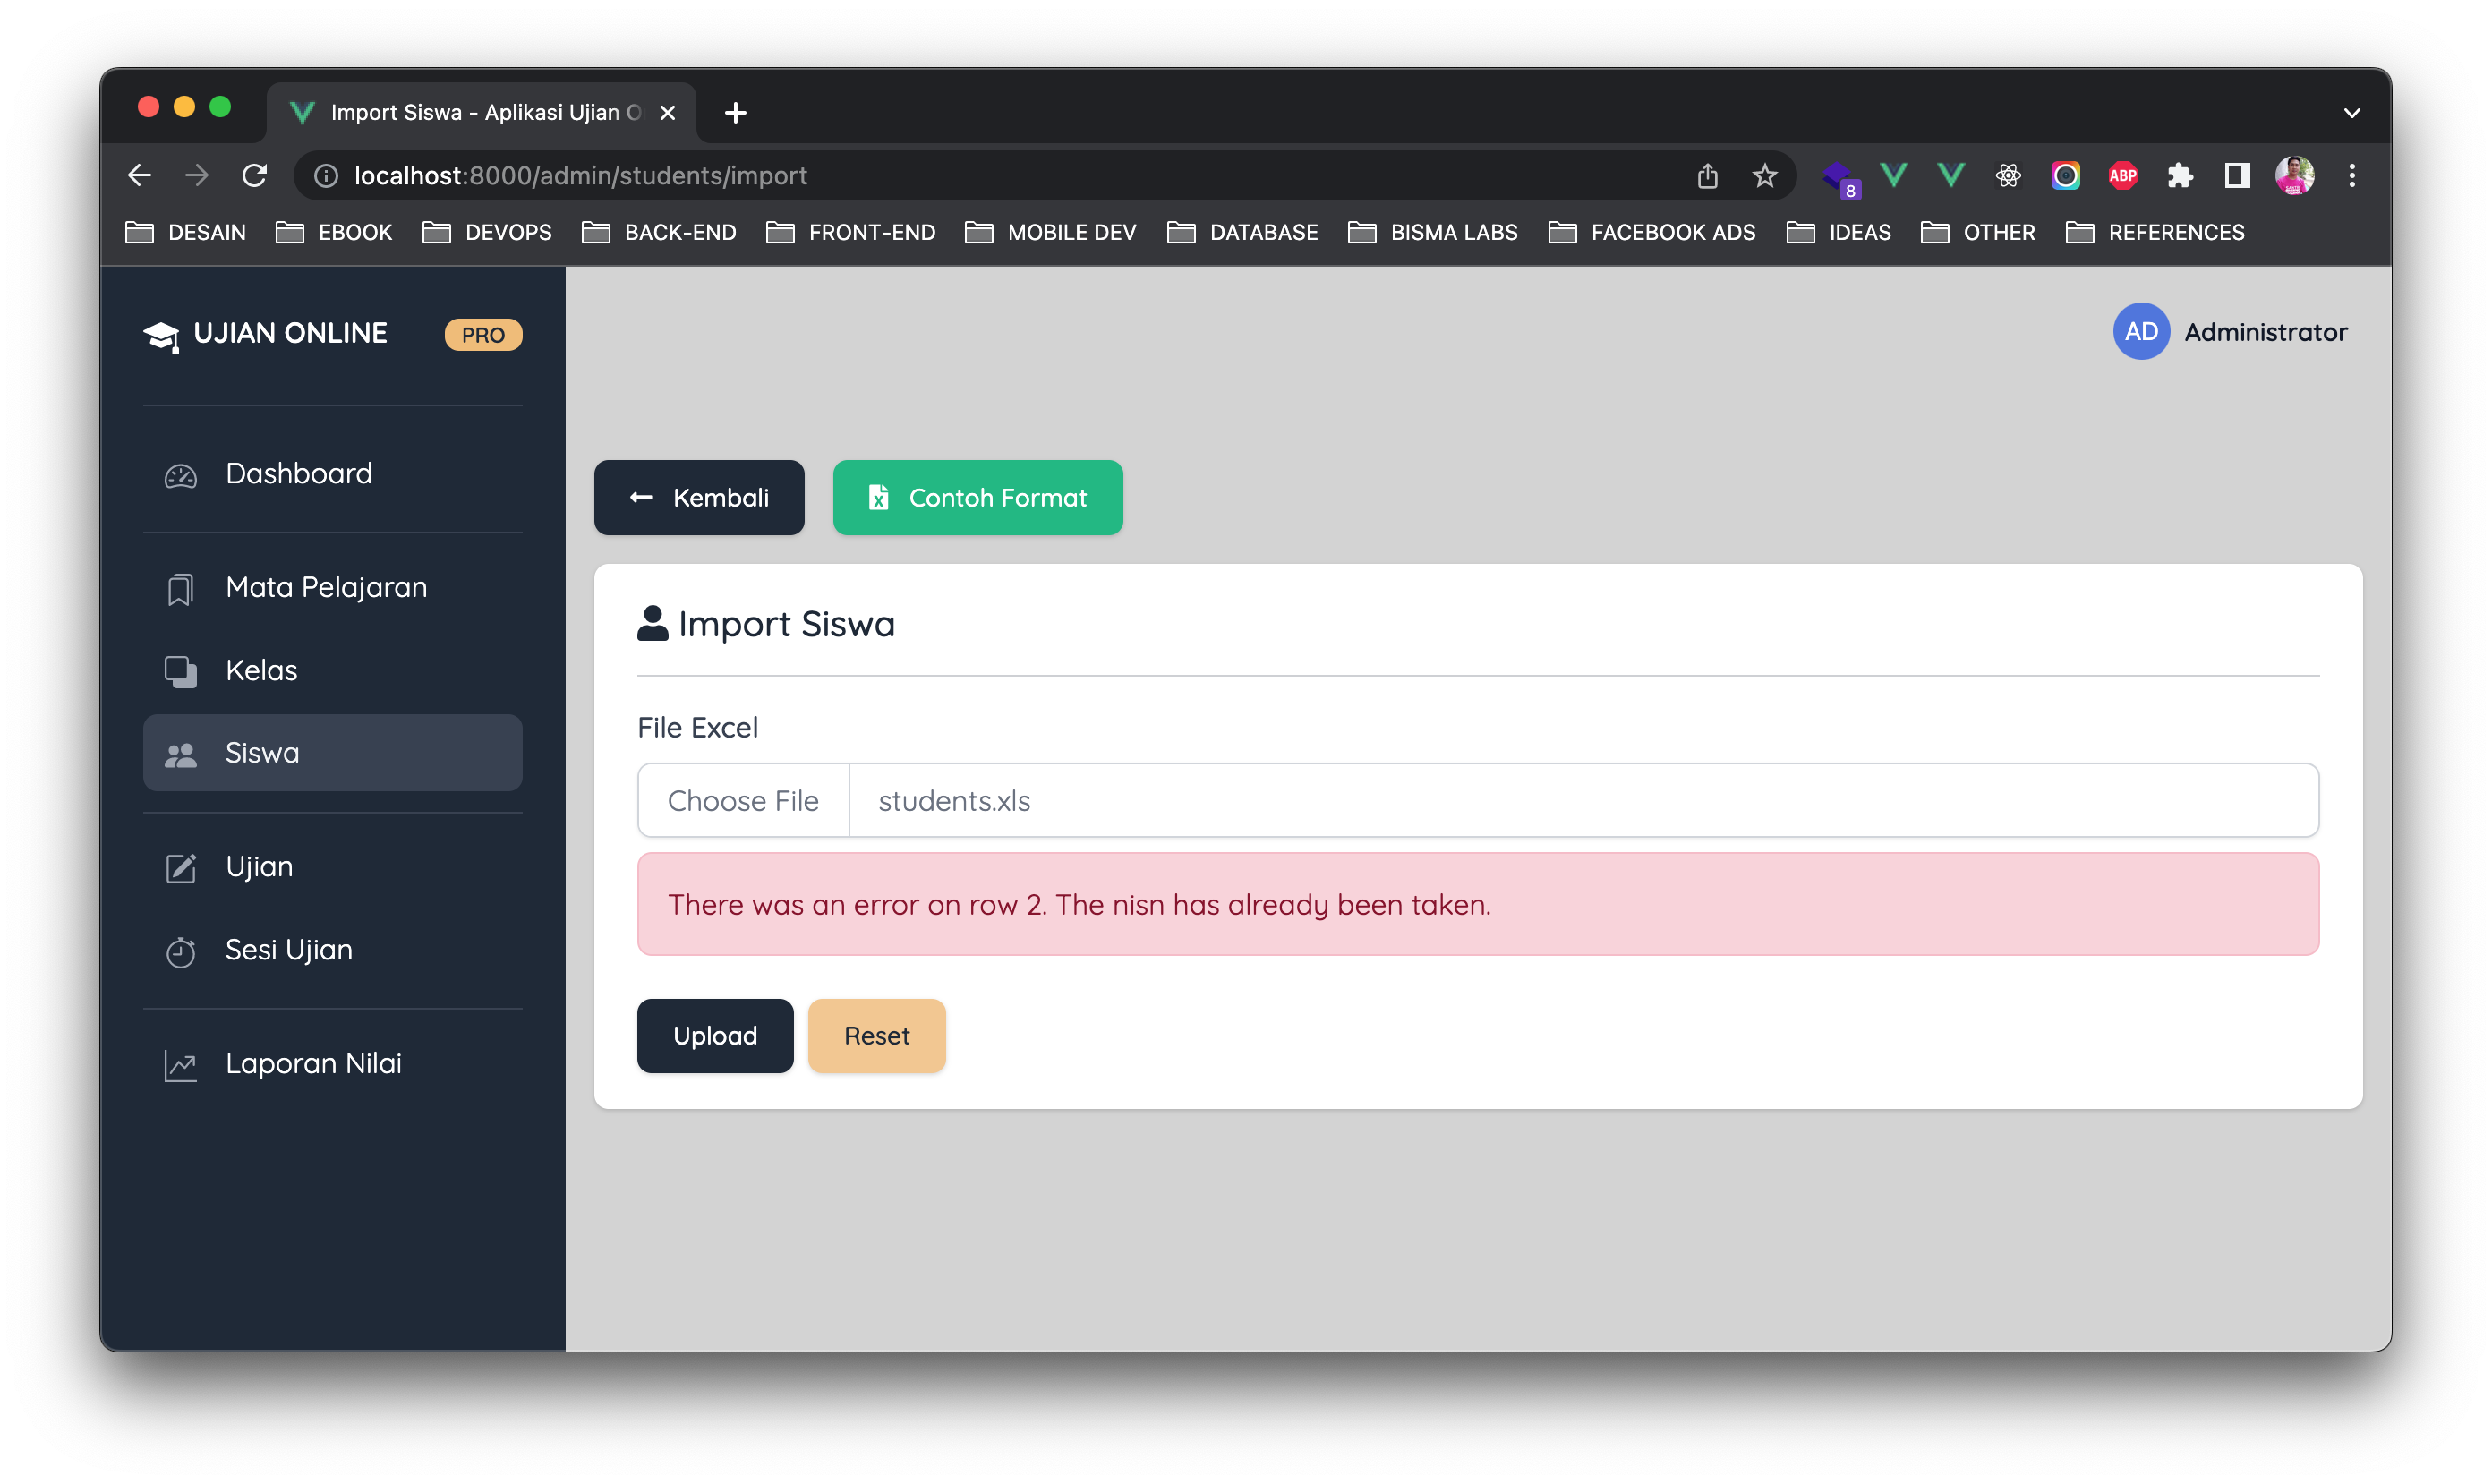 Import Siswa - Aplikasi Ujian O
localhost:8000/admin/students/import
8
ABP
DESAIN EBOOK DEVOPS BACK-END FRONT-END MOBILE DEV DATABASE BISMA LABS FACEBOOK ADS IDEAS OTHER REFERENCES
UJIAN ONLINE PRO
AD Administrator
Dashboard
Mata Pelajaran
Kelas
Siswa
Ujian
Sesi Ujian
Laporan Nilai
Kembali
Contoh Format
Import Siswa
File Excel
Choose File students.xls
There was an error on row 2. The nisn has already been taken.
Upload Reset